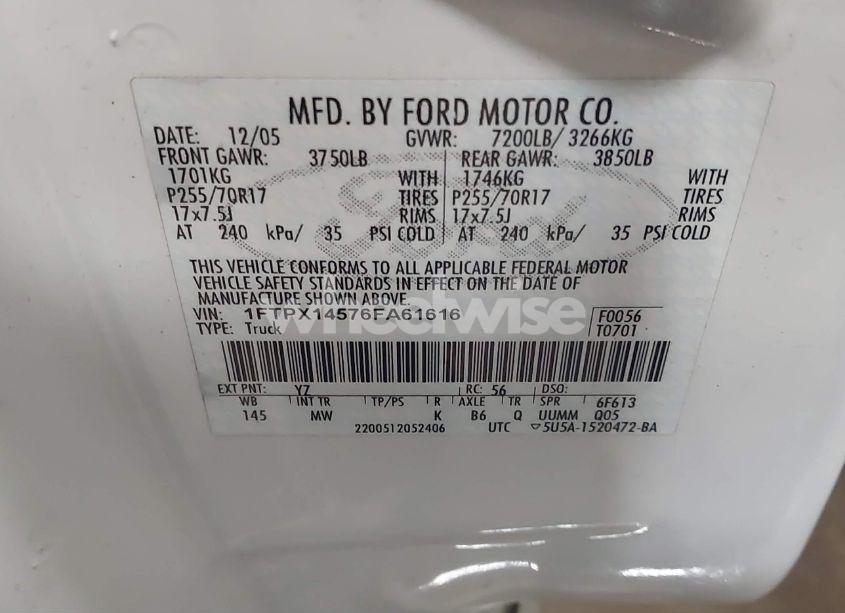 MFD. BY FORD MOTOR CO.
DATE: 12/05 GVWR: 7200LB/ 3266KG
FRONT GAWR: 3750LB REAR GAWR: 3850LB
1701KG WITH 1746KG WITH
P255/70R17 TIRES P255/70R17 TIRES
17x7.5J RIMS 17x7.5J RIMS
AT 240 kPa/ 35 PSI COLD AT 240 kPa/ 35 PSI COLD
THIS VEHICLE CONFORMS TO ALL APPLICABLE FEDERAL MOTOR
VEHICLE SAFETY STANDARDS IN EFFECT ON THE DATE OF
MANUFACTURE SHOWN ABOVE.
VIN: 1FTPX14576FA61616 F0056
TYPE: Truck T0701
wheelwise
EXT PNT: YZ RC: 56 DSO:
WB INT TR TP/PS R AXLE TR SPR 6F613
145 MW K B6 Q UUMM Q05
2200512052406 UTC ▽5U5A-1520472-BA